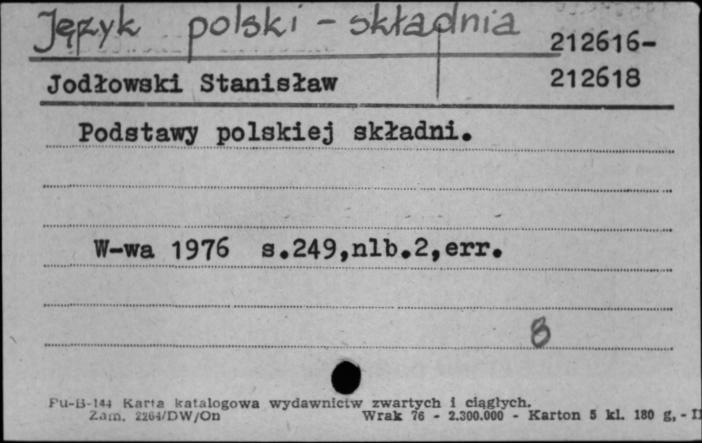 Język polski - składnia
212616-
Jodłowski Stanisław 212618
Podstawy polskiej składni.
W-wa 1976 s.249,nlb.2,err.
8
Pu-B-144 Karta katalogowa wydawnictw zwartych i ciągłych.
Zam. 2264/DW/On Wrak 76 - 2.300.000 - Karton 5 kl. 180 g, - II